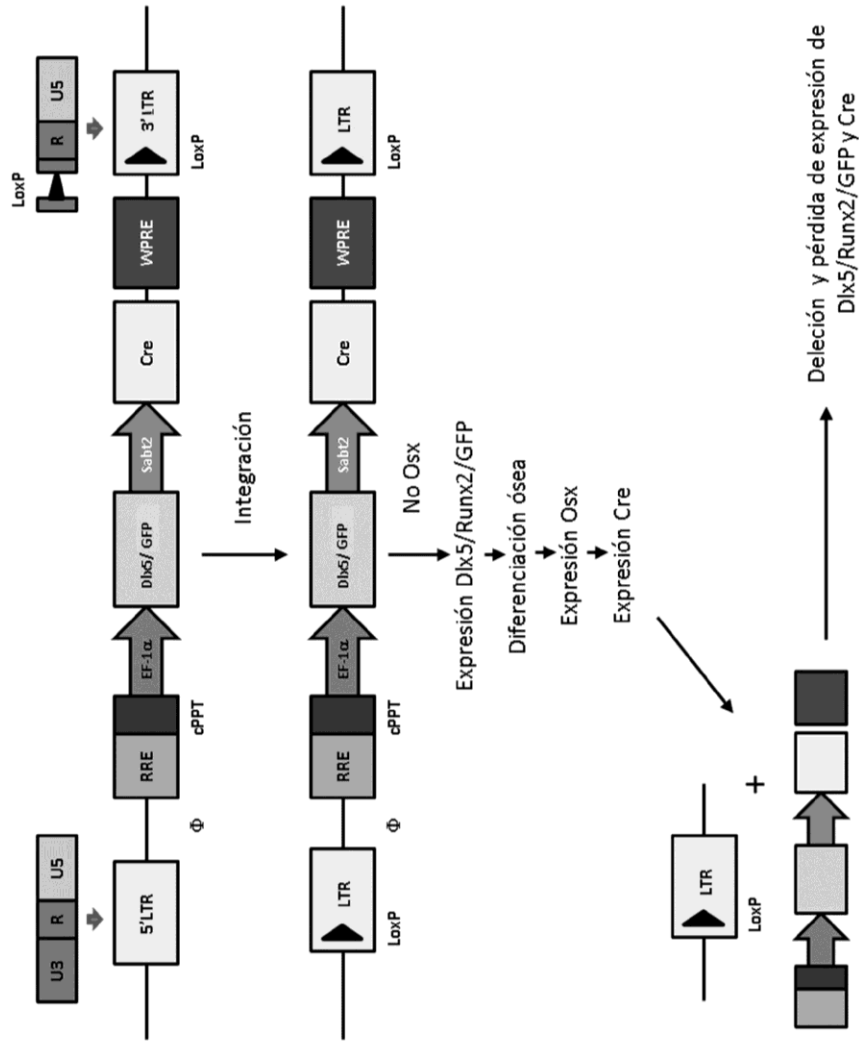 LoxP
U3 R U5
R U5
5'LTR
RRE
EF-1α
Dlx5/ GFP
Sabt2
Cre
WPRE
3' LTR
Φ
cPPT
LoxP
Integración
LTR
RRE
EF-1α
Dlx5/ GFP
Sabt2
Cre
WPRE
LTR
LoxP
Φ
cPPT
LoxP
No Osx
Expresión Dlx5/Runx2/GFP
Diferenciación ósea
Expresión Osx
Expresión Cre
LTR
LoxP
+
Deleción y pérdida de expresión de
Dlx5/Runx2/GFP y Cre